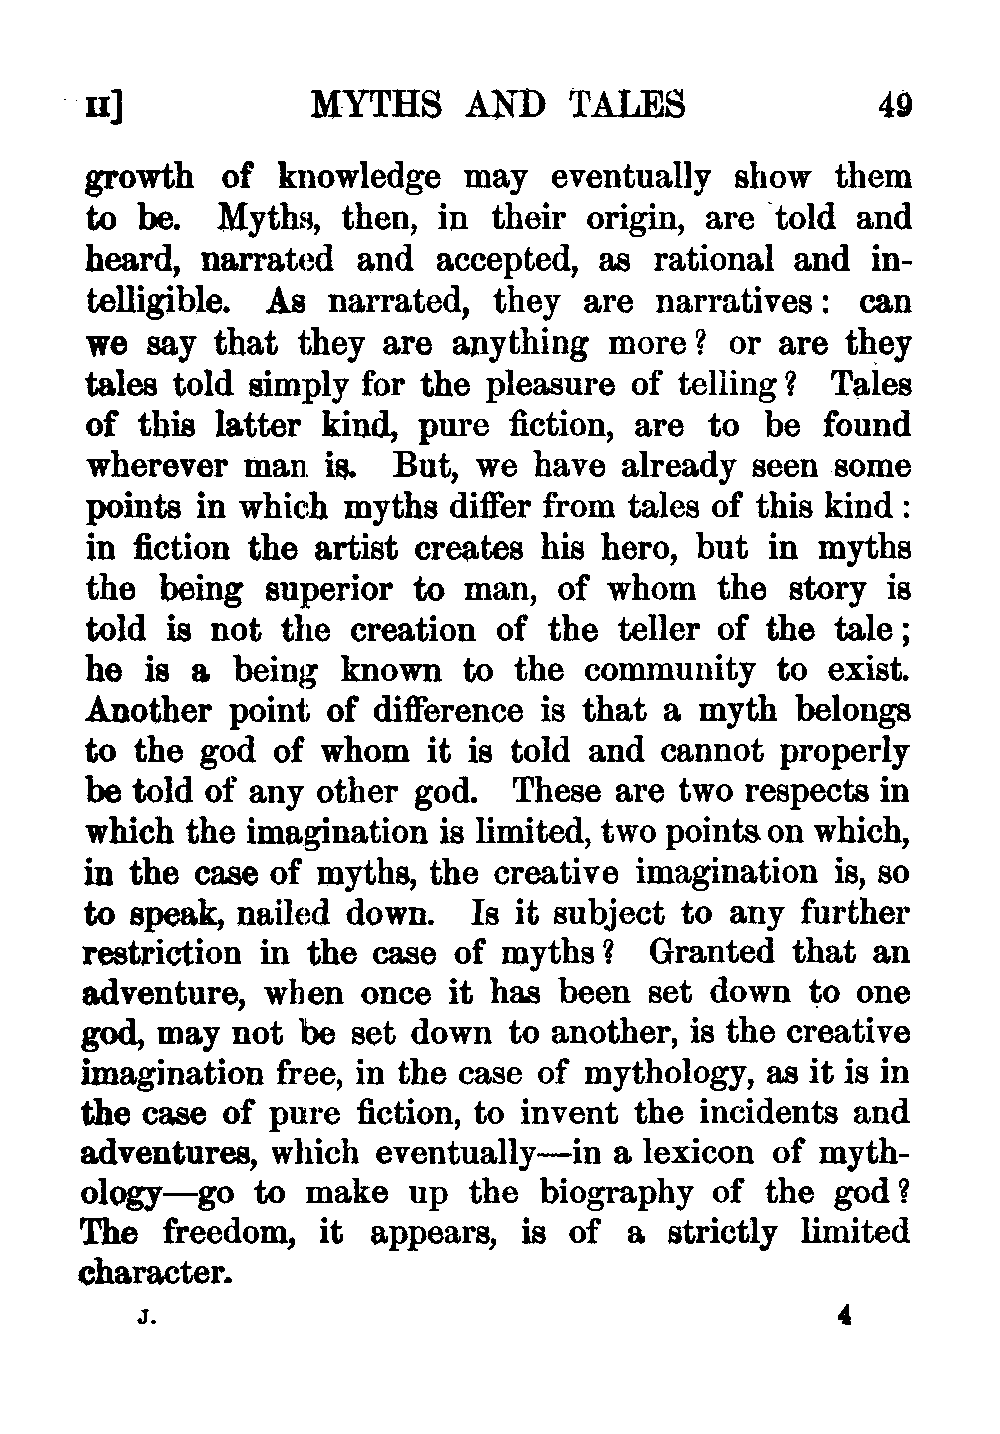 II] MYTHS AND TALES 49
growth of knowledge may eventually show them
to be. Myths, then, in their origin, are told and
heard, narrated and accepted, as rational and in-
telligible. As narrated, they are narratives: can
we say that they are anything more? or are they
tales told simply for the pleasure of telling? Tales
of this latter kind, pure fiction, are to be found
wherever man is. But, we have already seen some
points in which myths differ from tales of this kind:
in fiction the artist creates his hero, but in myths
the being superior to man, of whom the story is
told is not the creation of the teller of the tale;
he is a being known to the community to exist.
Another point of difference is that a myth belongs
to the god of whom it is told and cannot properly
be told of any other god. These are two respects in
which the imagination is limited, two points on which,
in the case of myths, the creative imagination is, so
to speak, nailed down. Is it subject to any further
restriction in the case of myths? Granted that an
adventure, when once it has been set down to one
god, may not be set down to another, is the creative
imagination free, in the case of mythology, as it is in
the case of pure fiction, to invent the incidents and
adventures, which eventually—in a lexicon of myth-
ology—go to make up the biography of the god?
The freedom, it appears, is of a strictly limited
character.
J. 4